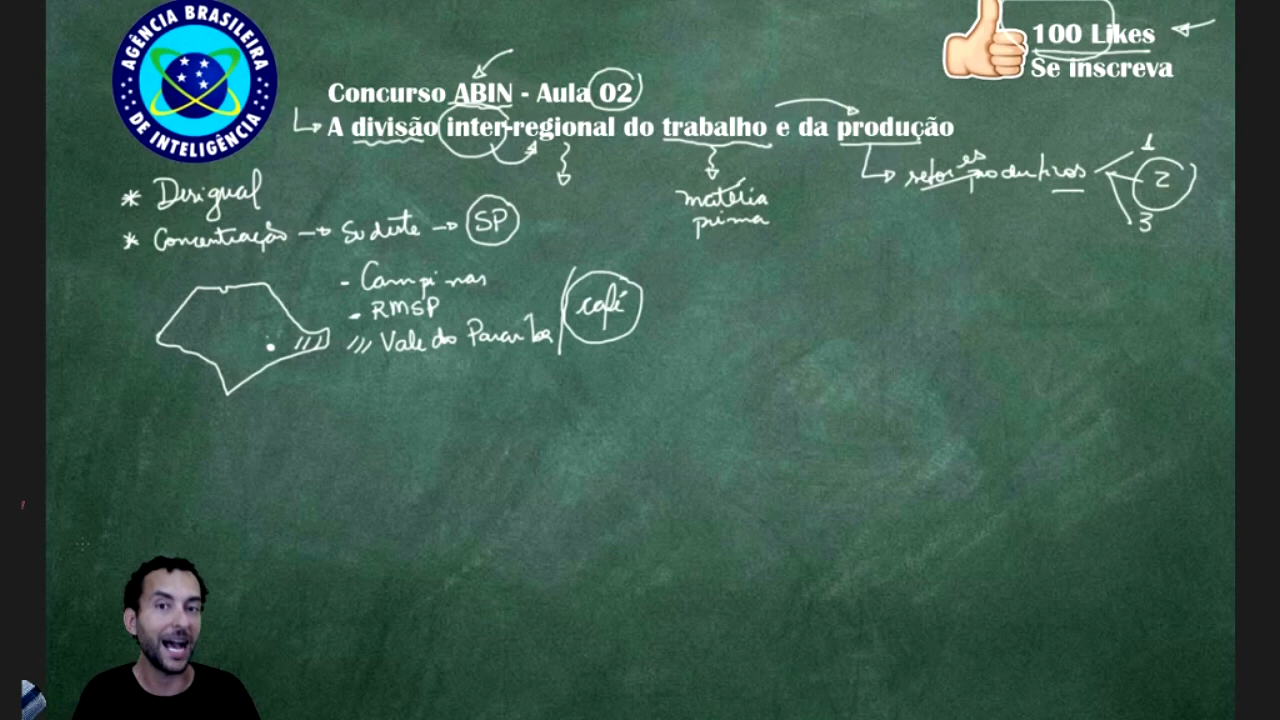 AGÊNCIA BRASILEIRA
DE INTELIGÊNCIA
100 Likes
Se inscreva
Concurso ABIN - Aula 02
A divisão inter-regional do trabalho e da produção
setores produtivos
1
2
3
matéria
prima
* Desigual
* Concentração → Sudeste → SP
- Campinas
- RMSP
/// Vale do Paraíba
café